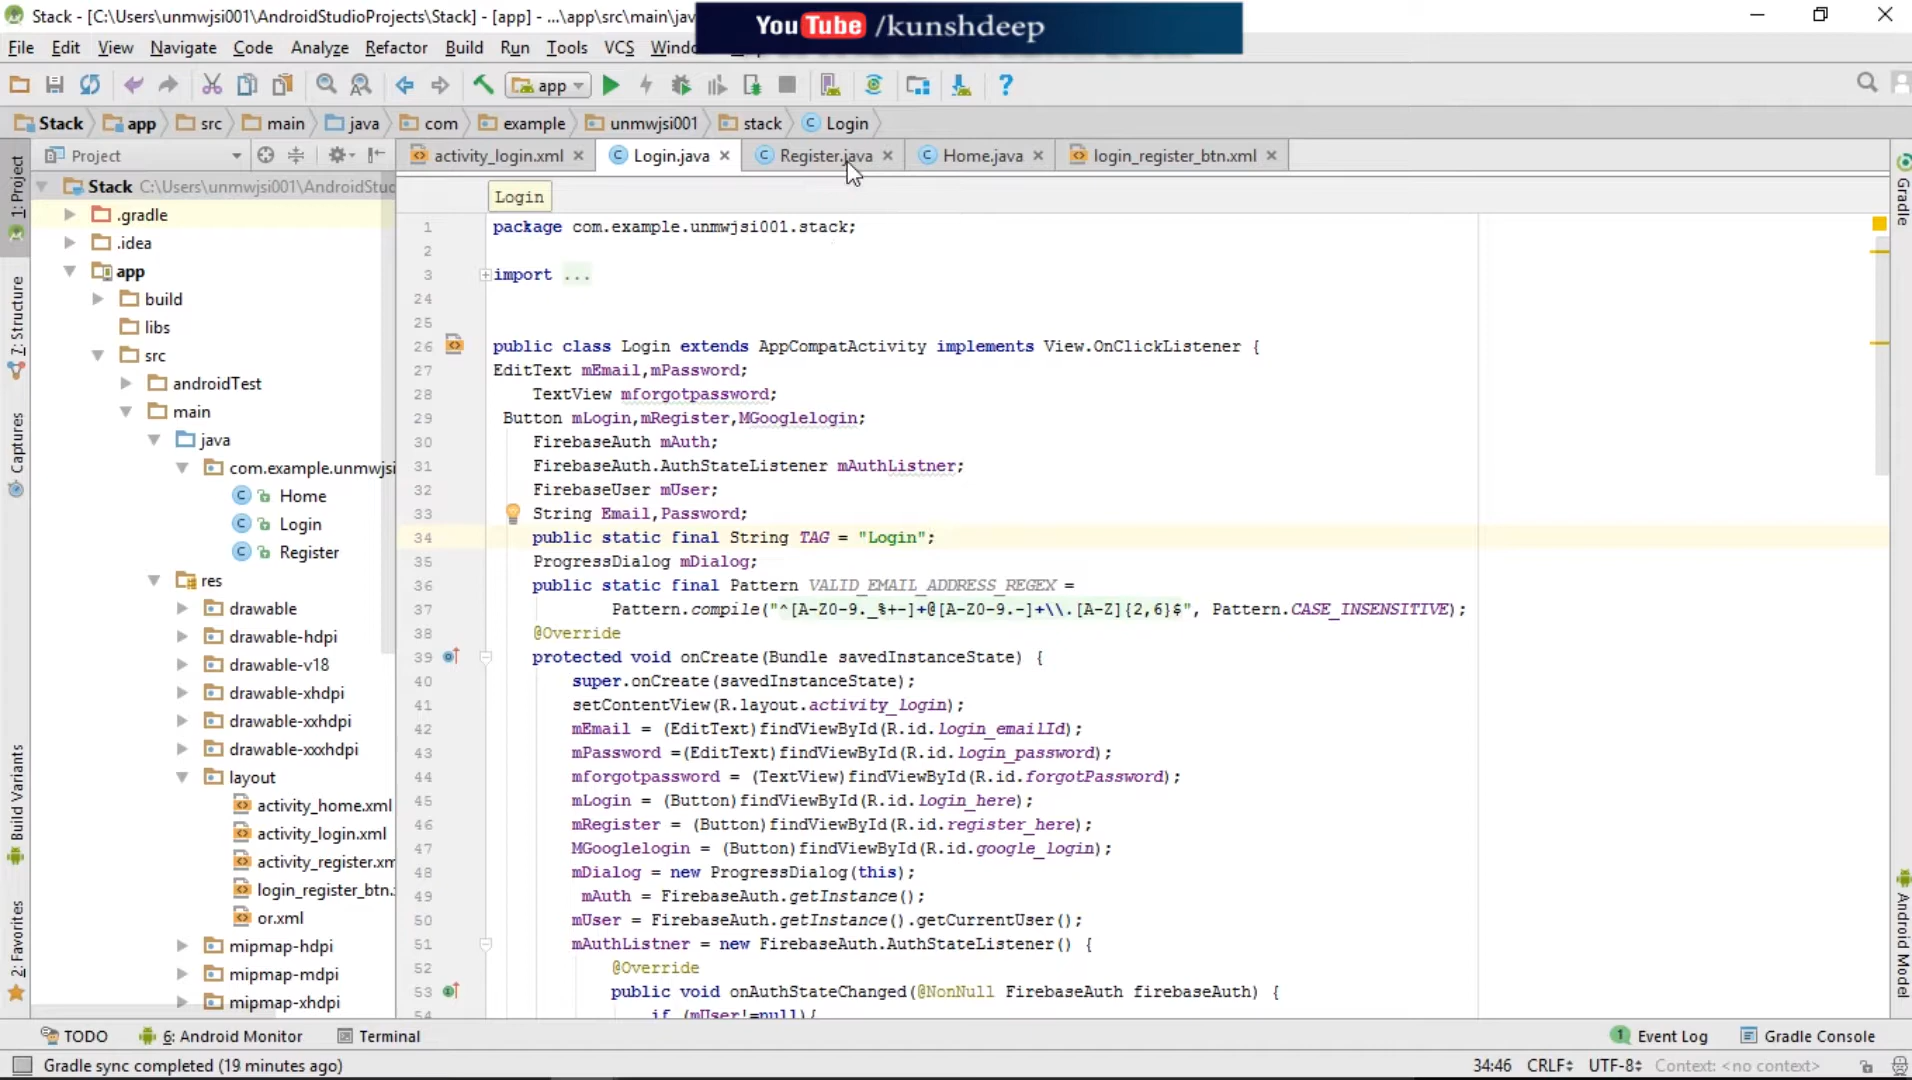 Stack - [C:\Users\unmwjsi001\AndroidStudioProjects\Stack] - [app] - ...\app\src\main\jav
YouTube /kunshdeep
File Edit View Navigate Code Analyze Refactor Build Run Tools VCS Windo
app
Stack app src main java com example unmwjsi001 stack Login
Project
activity_login.xml Login.java Register.java Home.java login_register_btn.xml
1: Project
7: Structure
Captures
Build Variants
2: Favorites
Stack C:\Users\unmwjsi001\AndroidStuc
.gradle
.idea
app
build
libs
src
androidTest
main
java
com.example.unmwjsi
Home
Login
Register
res
drawable
drawable-hdpi
drawable-v18
drawable-xhdpi
drawable-xxhdpi
drawable-xxxhdpi
layout
activity_home.xml
activity_login.xml
activity_register.xm
login_register_btn.
or.xml
mipmap-hdpi
mipmap-mdpi
mipmap-xhdpi
Login
1 package com.example.unmwjsi001.stack;
2
3 import ...
24
25
26 public class Login extends AppCompatActivity implements View.OnClickListener {
27 EditText mEmail,mPassword;
28 TextView mforgotpassword;
29 Button mLogin,mRegister,MGooglelogin;
30 FirebaseAuth mAuth;
31 FirebaseAuth.AuthStateListener mAuthListner;
32 FirebaseUser mUser;
33 String Email,Password;
34 public static final String TAG = "Login";
35 ProgressDialog mDialog;
36 public static final Pattern VALID_EMAIL_ADDRESS_REGEX =
37 Pattern.compile("^[A-Z0-9._%+-]+@[A-Z0-9.-]+\\.[A-Z]{2,6}$", Pattern.CASE_INSENSITIVE);
38 @Override
39 protected void onCreate(Bundle savedInstanceState) {
40 super.onCreate(savedInstanceState);
41 setContentView(R.layout.activity_login);
42 mEmail = (EditText)findViewById(R.id.login_emailId);
43 mPassword =(EditText)findViewById(R.id.login_password);
44 mforgotpassword = (TextView)findViewById(R.id.forgotPassword);
45 mLogin = (Button)findViewById(R.id.login_here);
46 mRegister = (Button)findViewById(R.id.register_here);
47 MGooglelogin = (Button)findViewById(R.id.google_login);
48 mDialog = new ProgressDialog(this);
49 mAuth = FirebaseAuth.getInstance();
50 mUser = FirebaseAuth.getInstance().getCurrentUser();
51 mAuthListner = new FirebaseAuth.AuthStateListener() {
52 @Override
53 public void onAuthStateChanged(@NonNull FirebaseAuth firebaseAuth) {
54 if (mUser!=null){
Gradle
Android Model
TODO 6: Android Monitor Terminal 1 Event Log Gradle Console
Gradle sync completed (19 minutes ago) 34:46 CRLF UTF-8 Context: <no context>